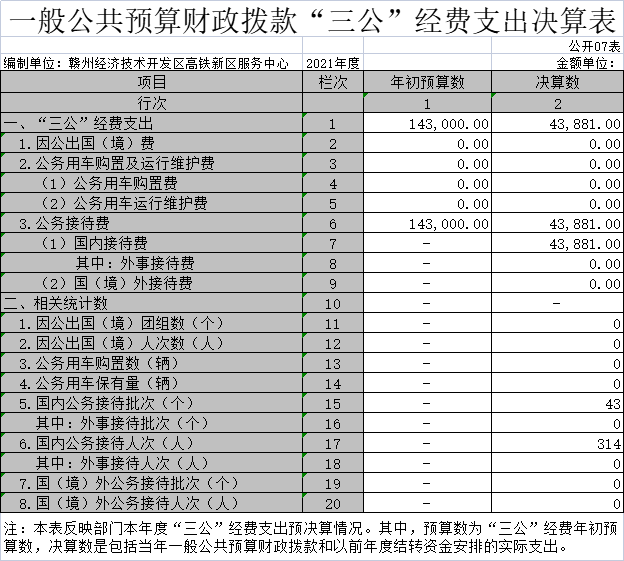 一般公共预算财政拨款“三公”经费支出决算表
公开07表
编制单位：赣州经济技术开发区高铁新区服务中心 2021年度 金额单位：
项目 栏次 年初预算数 决算数
行次 1 2
一、“三公”经费支出 1 143,000.00 43,881.00
1.因公出国（境）费 2 0.00 0.00
2.公务用车购置及运行维护费 3 0.00 0.00
（1）公务用车购置费 4 0.00 0.00
（2）公务用车运行维护费 5 0.00 0.00
3.公务接待费 6 143,000.00 43,881.00
（1）国内接待费 7 － 43,881.00
其中：外事接待费 8 － 0.00
（2）国（境）外接待费 9 － 0.00
二、相关统计数 10 － －
1.因公出国（境）团组数（个） 11 － 0
2.因公出国（境）人次数（人） 12 － 0
3.公务用车购置数（辆） 13 － 0
4.公务用车保有量（辆） 14 － 0
5.国内公务接待批次（个） 15 － 43
其中：外事接待批次（个） 16 － 0
6.国内公务接待人次（人） 17 － 314
其中：外事接待人次（人） 18 － 0
7.国（境）外公务接待批次（个） 19 － 0
8.国（境）外公务接待人次（人） 20 － 0
注：本表反映部门本年度“三公”经费支出预决算情况。其中，预算数为“三公”经费年初预
算数，决算数是包括当年一般公共预算财政拨款和以前年度结转资金安排的实际支出。